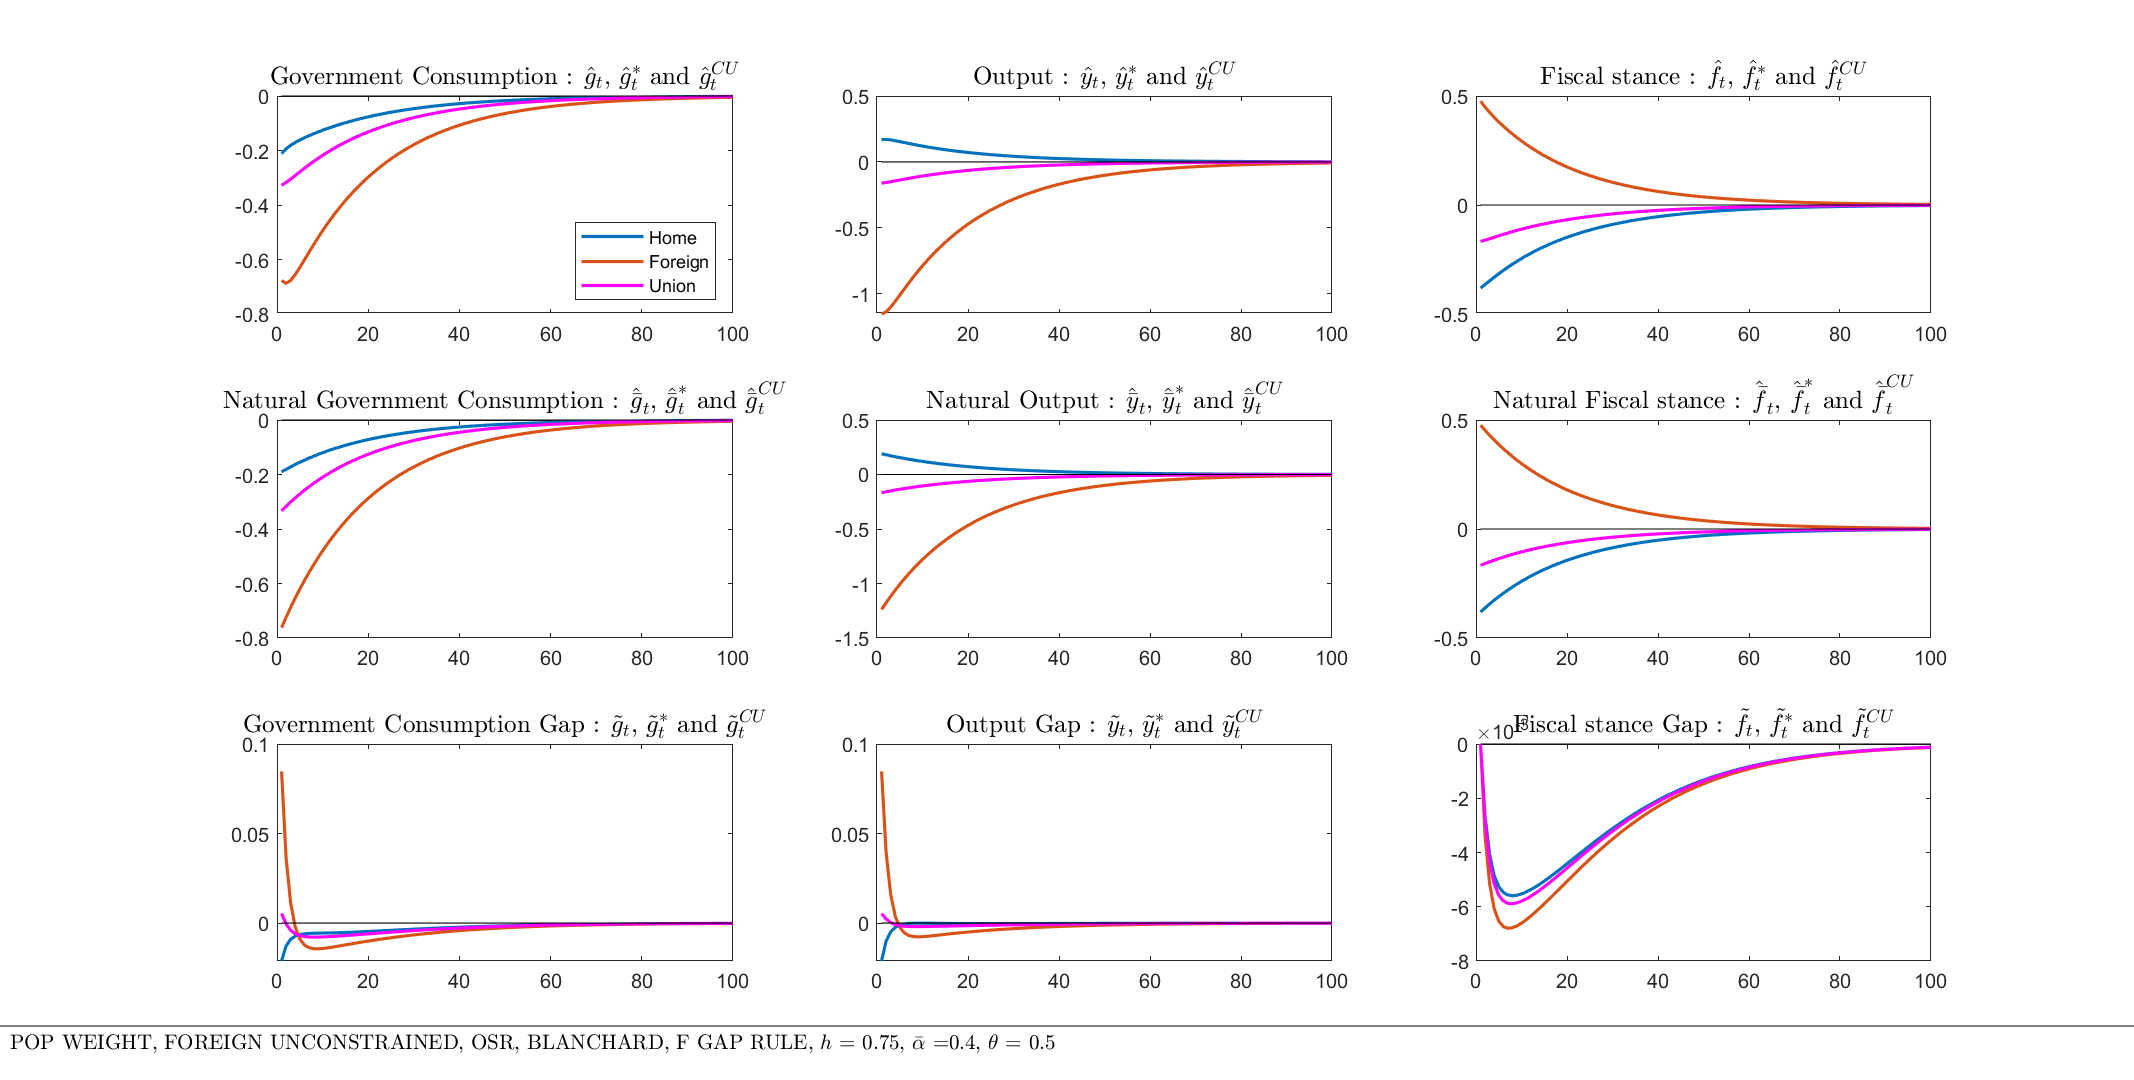 Government Consumption : ĝₜ, ĝₜ* and ĝₜᶜᵁ
Output : ŷₜ, ŷₜ* and ŷₜᶜᵁ
Fiscal stance : f̂ₜ, f̂ₜ* and f̂ₜᶜᵁ
0
-0.2
-0.4
-0.6
-0.8
0 20 40 60 80 100
Home
Foreign
Union
0.5
0
-0.5
-1
0 20 40 60 80 100
0.5
0
-0.5
0 20 40 60 80 100
Natural Government Consumption : ḡ̂ₜ, ḡ̂ₜ* and ḡ̂ₜᶜᵁ
Natural Output : ȳ̂ₜ, ȳ̂ₜ* and ȳ̂ₜᶜᵁ
Natural Fiscal stance : f̄̂ₜ, f̄̂ₜ* and f̄̂ₜᶜᵁ
0
-0.2
-0.4
-0.6
-0.8
0 20 40 60 80 100
0.5
0
-0.5
-1
-1.5
0 20 40 60 80 100
0.5
0
-0.5
0 20 40 60 80 100
Government Consumption Gap : g̃ₜ, g̃ₜ* and g̃ₜᶜᵁ
Output Gap : ỹₜ, ỹₜ* and ỹₜᶜᵁ
Fiscal stance Gap : f̃ₜ, f̃ₜ* and f̃ₜᶜᵁ
0.1
0.05
0
0 20 40 60 80 100
0.1
0.05
0
0 20 40 60 80 100
×10
0
-2
-4
-6
-8
0 20 40 60 80 100
POP WEIGHT, FOREIGN UNCONSTRAINED, OSR, BLANCHARD, F GAP RULE, h = 0.75, ᾱ =0.4, θ = 0.5